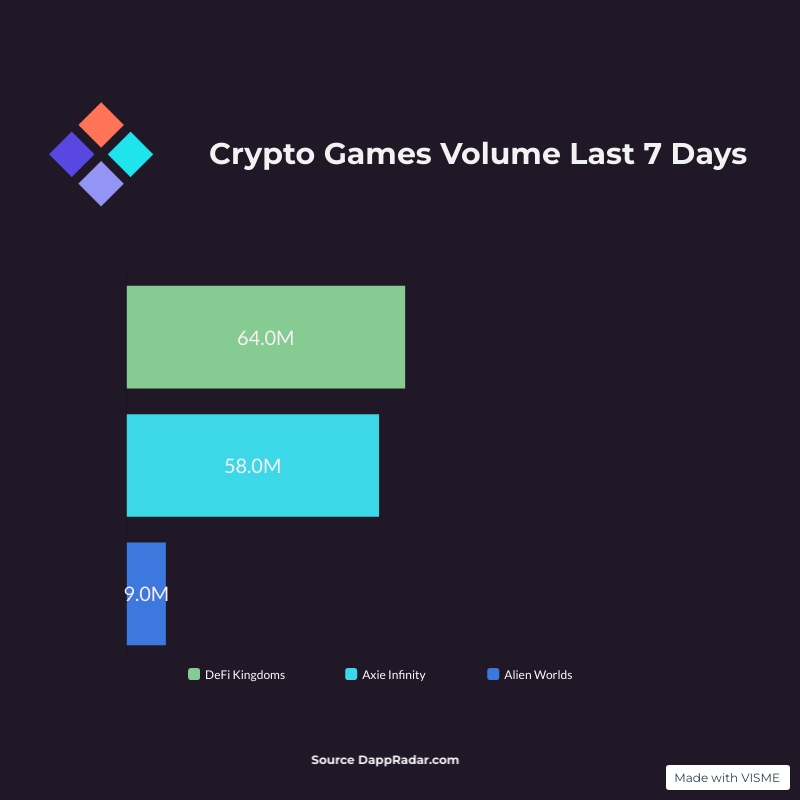 Crypto Games Volume Last 7 Days
64.0M
58.0M
9.0M
DeFi Kingdoms Axie Infinity Alien Worlds
Source DappRadar.com
Made with VISME